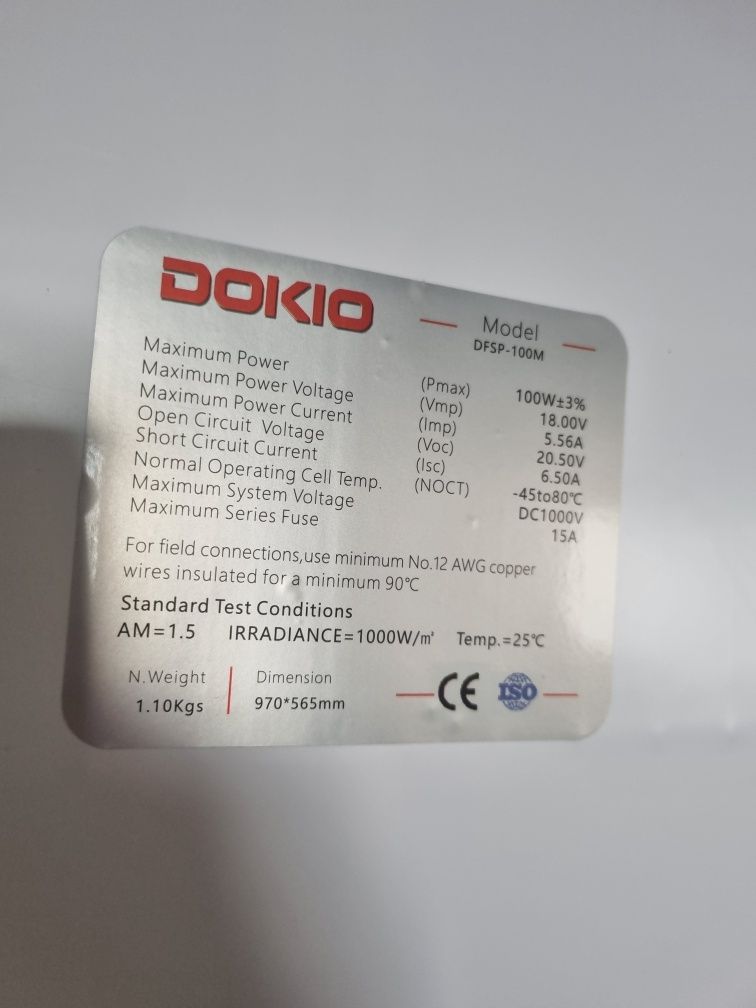 DOKIO
Model
DFSP-100M
Maximum Power (Pmax) 100W±3%
Maximum Power Voltage (Vmp) 18.00V
Maximum Power Current (Imp) 5.56A
Open Circuit Voltage (Voc) 20.50V
Short Circuit Current (Isc) 6.50A
Normal Operating Cell Temp. (NOCT) -45to80℃
Maximum System Voltage DC1000V
Maximum Series Fuse 15A
For field connections,use minimum No.12 AWG copper
wires insulated for a minimum 90℃
Standard Test Conditions
AM=1.5 IRRADIANCE=1000W/㎡ Temp.=25℃
N.Weight
1.10Kgs
Dimension
970*565mm
CE ISO